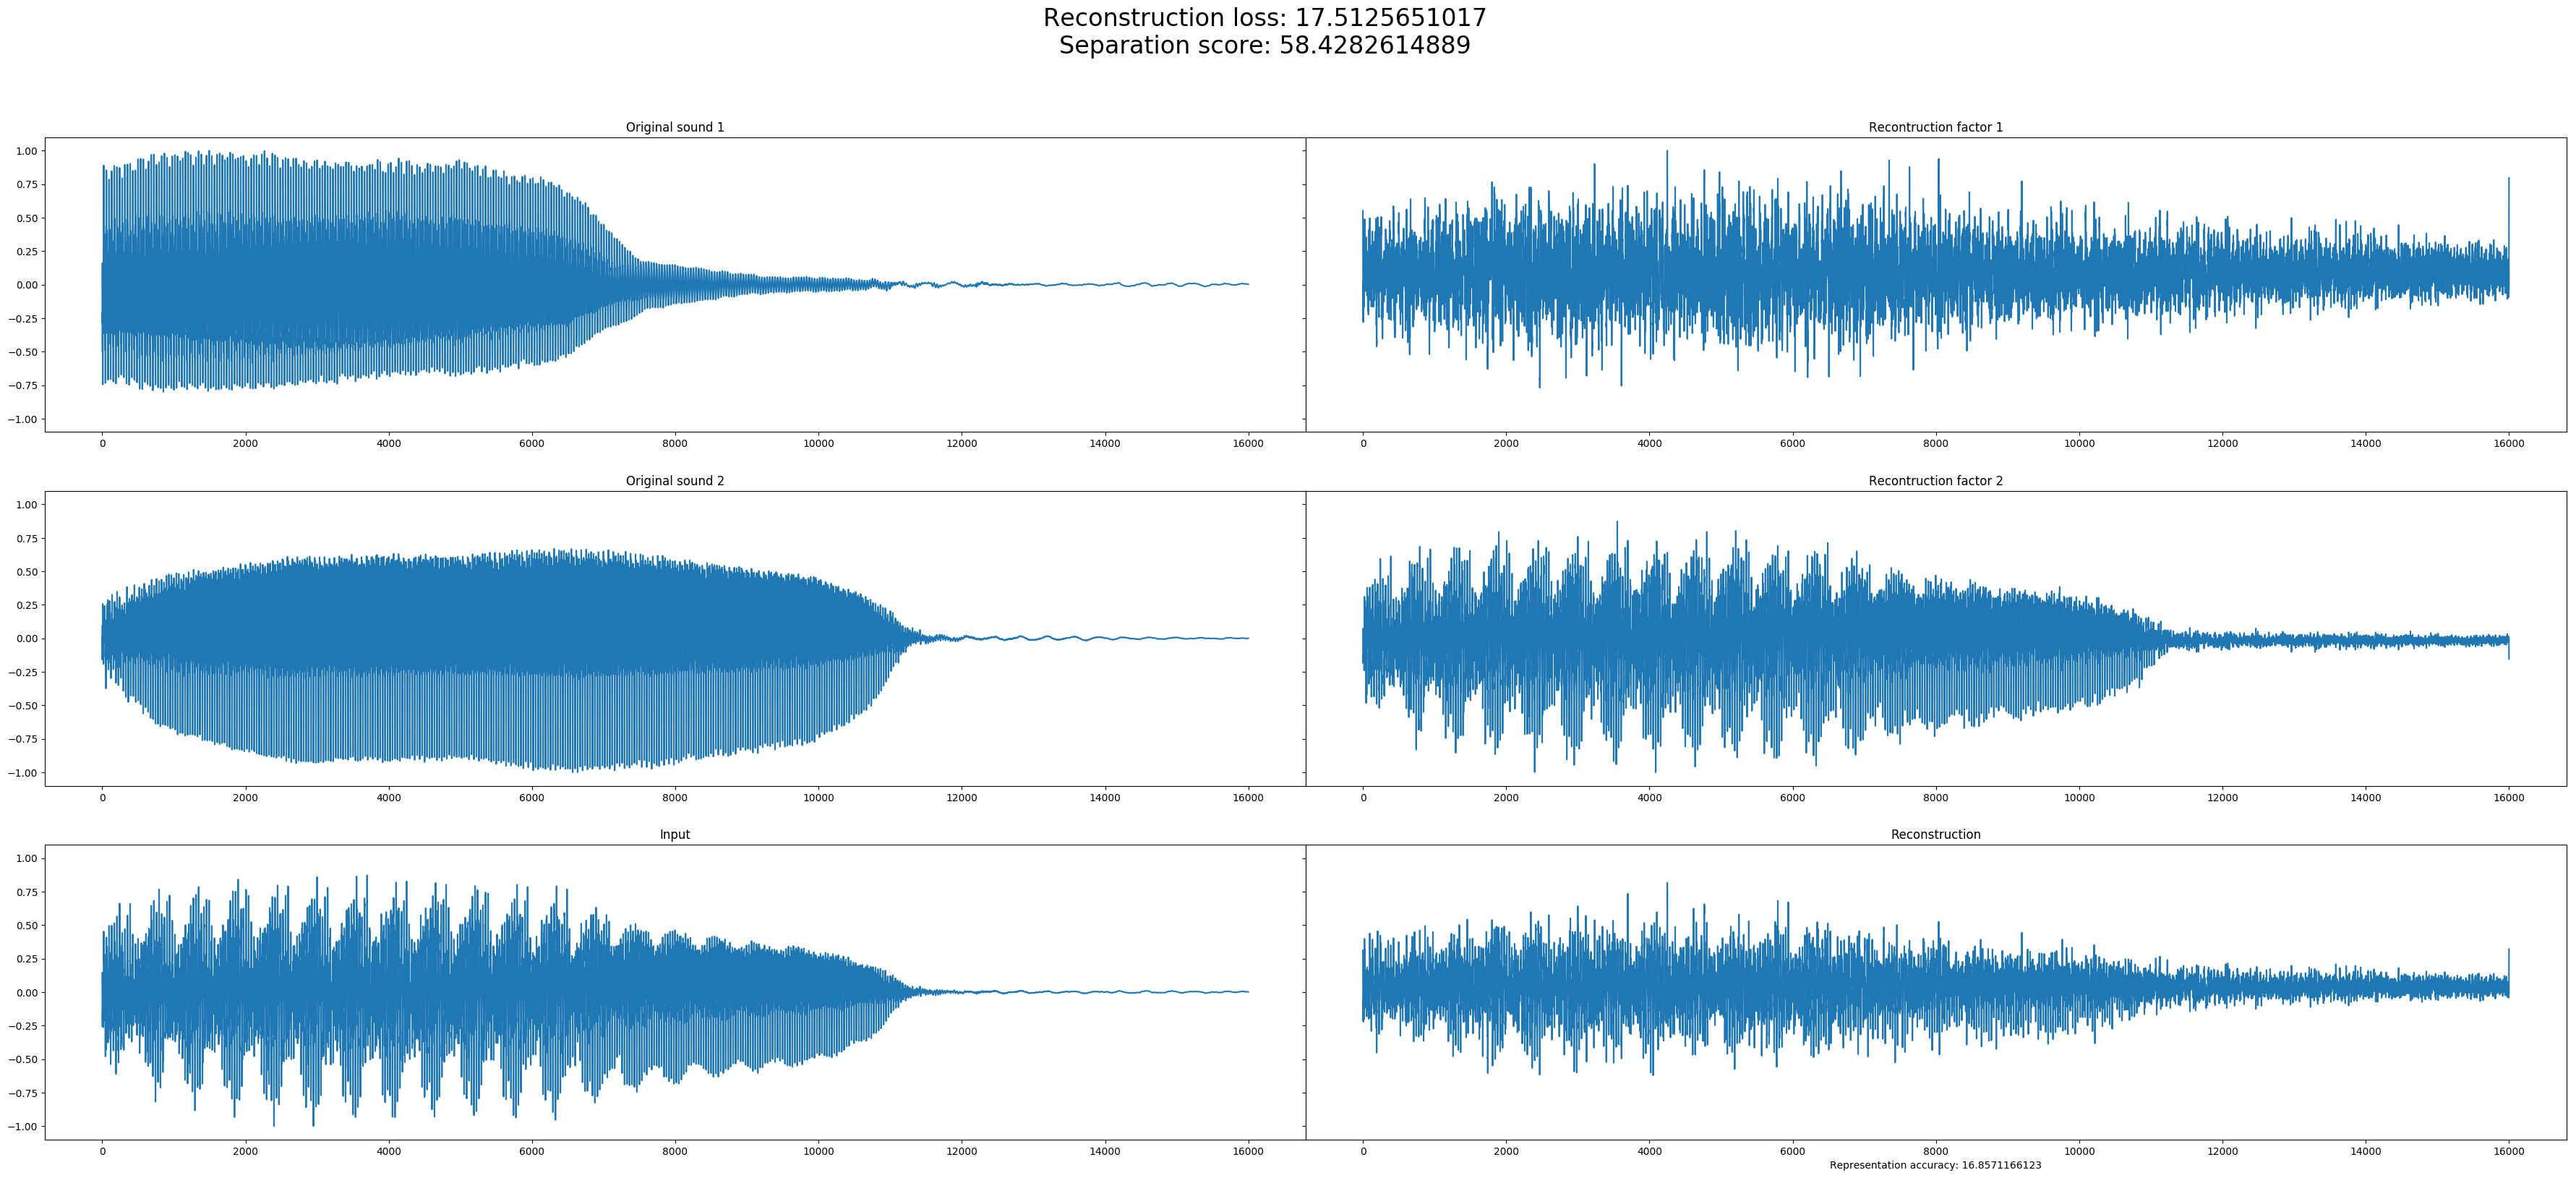 Reconstruction loss: 17.5125651017
Separation score: 58.4282614889
Original sound 1
Recontruction factor 1
1.00
0.75
0.50
0.25
0.00
−0.25
−0.50
−0.75
−1.00
0 2000 4000 6000 8000 10000 12000 14000 16000
0 2000 4000 6000 8000 10000 12000 14000 16000
Original sound 2
Reconstruction factor 2
1.00
0.75
0.50
0.25
0.00
−0.25
−0.50
−0.75
−1.00
0 2000 4000 6000 8000 10000 12000 14000 16000
0 2000 4000 6000 8000 10000 12000 14000 16000
Input
Reconstruction
1.00
0.75
0.50
0.25
0.00
−0.25
−0.50
−0.75
−1.00
0 2000 4000 6000 8000 10000 12000 14000 16000
0 2000 4000 6000 8000 10000 12000 14000 16000
Representation accuracy: 16.8571166123